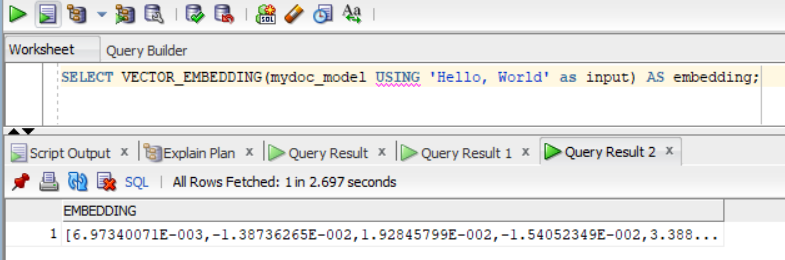 SQL
Aa
Worksheet Query Builder
SELECT VECTOR_EMBEDDING(mydoc_model USING 'Hello, World' as input) AS embedding;
Script Output x Explain Plan x Query Result x Query Result 1 x Query Result 2 x
SQL | All Rows Fetched: 1 in 2.697 seconds
EMBEDDING
1 [6.97340071E-003,-1.38736265E-002,1.92845799E-002,-1.54052349E-002,3.388...